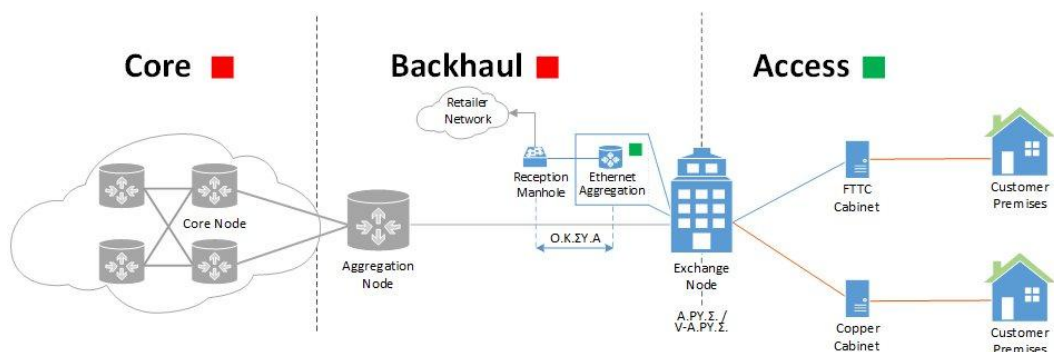 Core
Backhaul
Access
Retailer
Network
Reception
Manhole
Ethernet
Aggregation
Core Node
Aggregation
Node
Ο.Κ.ΣΥ.Α
Exchange
Node
Α.ΡΥ.Σ. /
V-Α.ΡΥ.Σ.
FTTC
Cabinet
Customer
Premises
Copper
Cabinet
Customer
Premises